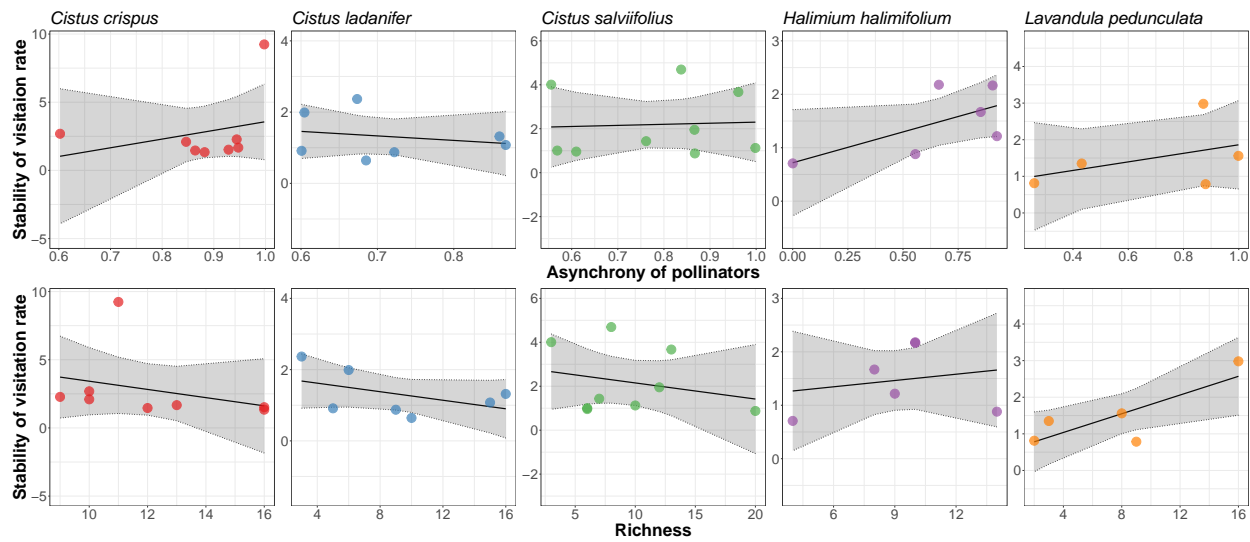 Cistus crispus Cistus ladanifer Cistus salviifolius Halimium halimifolium Lavandula pedunculata
Stability of visitaion rate
10 5 0 −5
4 2 0
6 4 2 0 −2
3 2 1 0
4 3 2 1 0
0.6 0.7 0.8 0.9 1.0
0.6 0.7 0.8
0.6 0.7 0.8 0.9 1.0
0.00 0.25 0.50 0.75
0.4 0.6 0.8 1.0
Asynchrony of pollinators
Stability of visitation rate
10 5 0 −5
4 2 0
6 4 2 0 −2
3 2 1 0
4 3 2 1 0
10 12 14 16
4 8 12 16
5 10 15 20
6 9 12
4 8 12 16
Richness